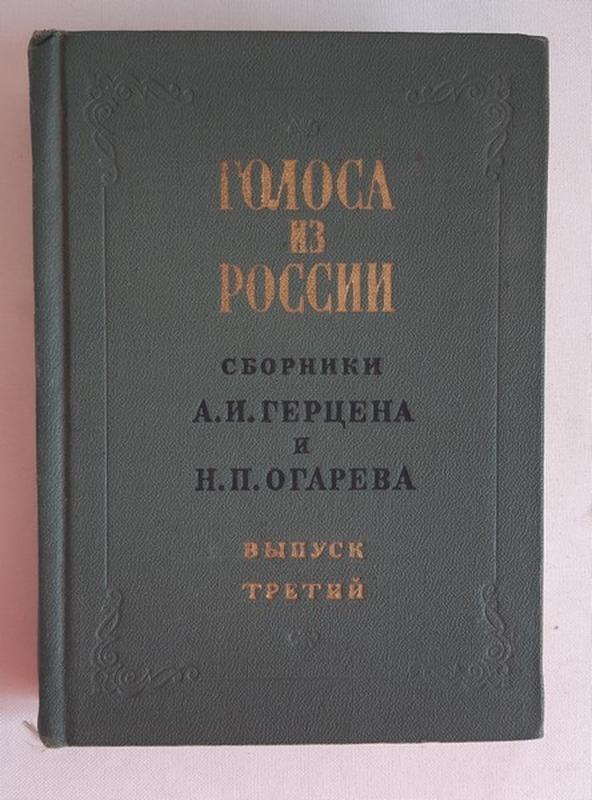 ГОЛОСА
ИЗ
РОССИИ
СБОРНИКИ
А.И.ГЕРЦЕНА
И
Н.П.ОГАРЕВА
ВЫПУСК
ТРЕТИЙ